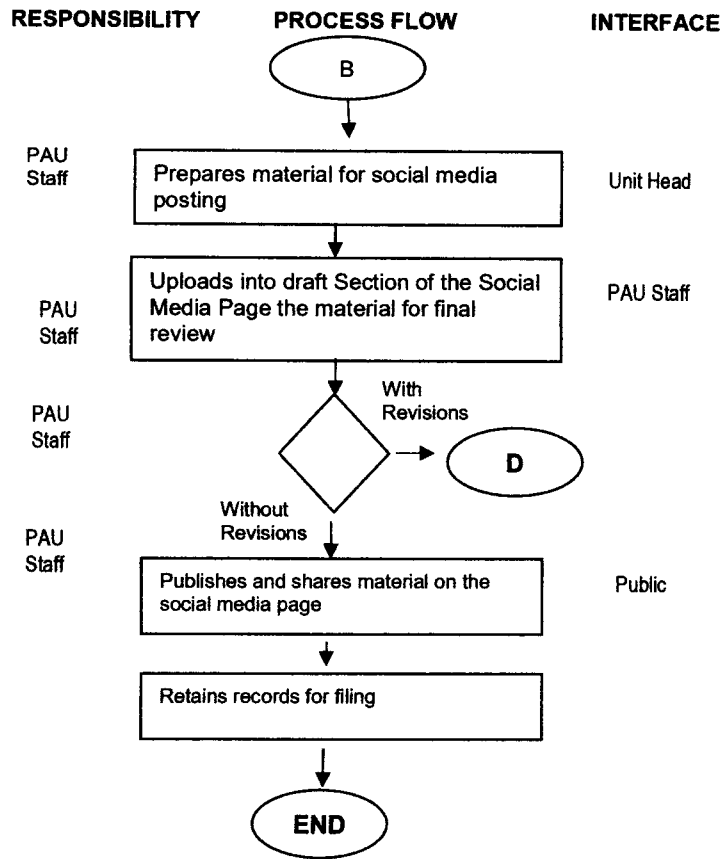 RESPONSIBILITY PROCESS FLOW INTERFACE
B
PAU
Staff
Prepares material for social media
posting
Unit Head
Uploads into draft Section of the Social
Media Page the material for final
review
PAU
Staff
PAU Staff
PAU
Staff
With
Revisions
D
Without
Revisions
PAU
Staff
Publishes and shares material on the
social media page
Public
Retains records for filing
END